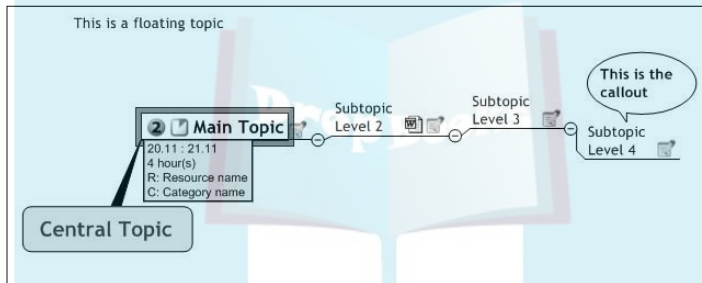 This is a floating topic
This is the
callout
2 Main Topic
Subtopic
Level 2
Subtopic
Level 3
Subtopic
Level 4
20.11 : 21.11
4 hour(s)
R: Resource name
C: Category name
Central Topic